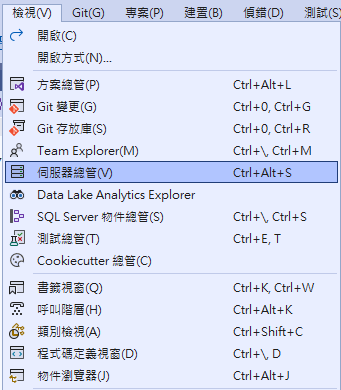 檢視(V) Git(G) 專案(P) 建置(B) 偵錯(D) 測試(S)
開啟(C)
開啟方式(N)...
方案總管(P) Ctrl+Alt+L
Git 變更(G) Ctrl+0, Ctrl+G
Git 存放庫(S) Ctrl+0, Ctrl+R
Team Explorer(M) Ctrl+\, Ctrl+M
伺服器總管(V) Ctrl+Alt+S
Data Lake Analytics Explorer
SQL Server 物件總管(S) Ctrl+\, Ctrl+S
測試總管(T) Ctrl+E, T
Cookiecutter 總管(C)
書籤視窗(Q) Ctrl+K, Ctrl+W
呼叫階層(H) Ctrl+Alt+K
類別檢視(A) Ctrl+Shift+C
程式碼定義視窗(D) Ctrl+\, D
物件瀏覽器(J) Ctrl+Alt+J